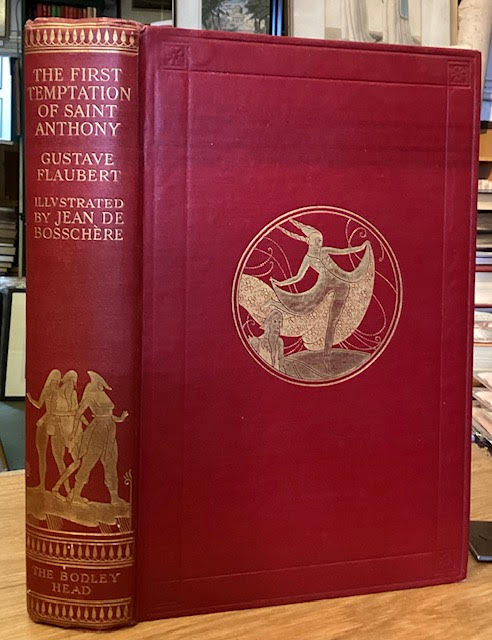 THE FIRST
TEMPTATION
OF SAINT
ANTHONY
GUSTAVE
FLAUBERT
ILLVSTRATED
BY JEAN DE
BOSSCHÈRE
THE BODLEY
HEAD